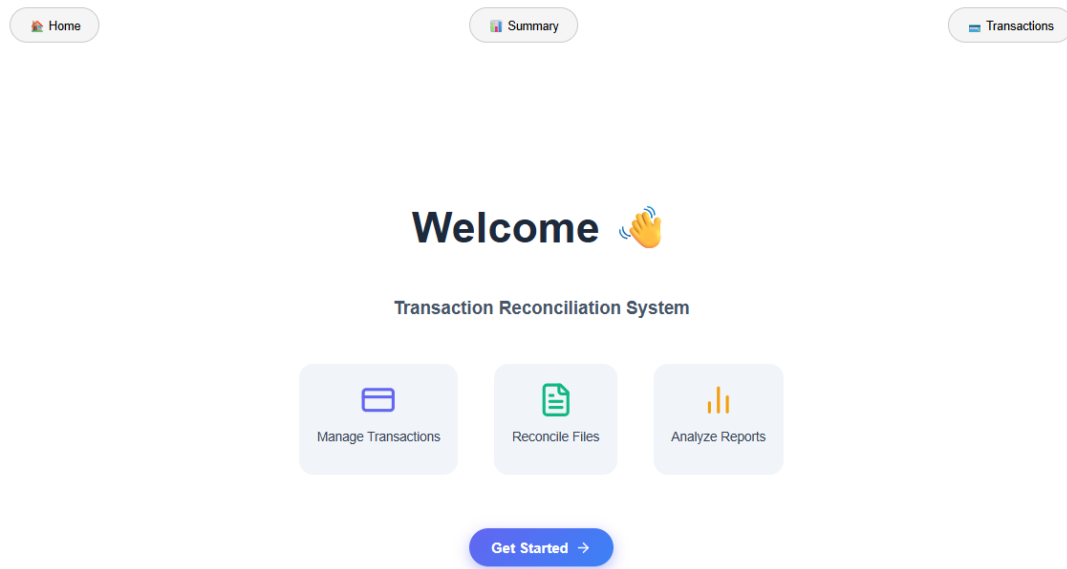 🏠 Home
📊 Summary
💳 Transactions
Welcome 👋
Transaction Reconciliation System
Manage Transactions
Reconcile Files
Analyze Reports
Get Started →